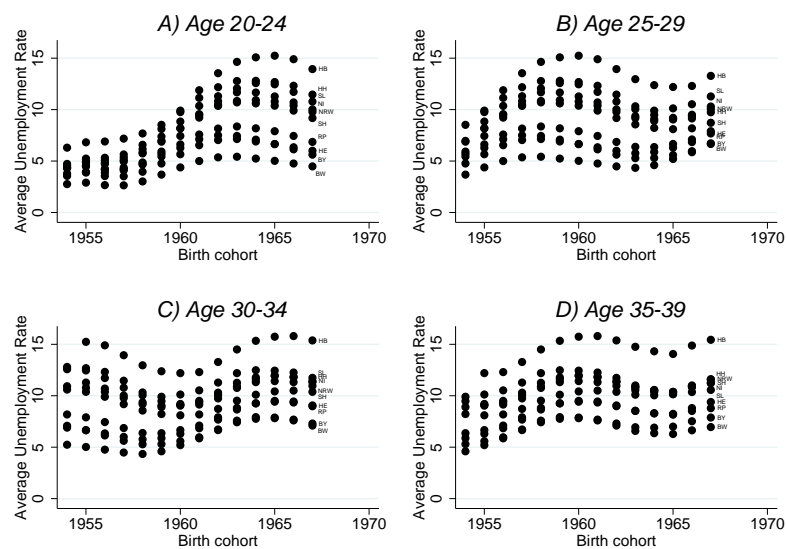 A) Age 20-24
Average Unemployment Rate
15
10
5
0
HB
HH
SL
NI
NRW
SH
RP
HE
BY
BW
1955 1960 1965 1970
Birth cohort
B) Age 25-29
Average Unemployment Rate
15
10
5
0
HB
SL
NI
NRW
SH
HE
BY
BW
1955 1960 1965 1970
Birth cohort
C) Age 30-34
Average Unemployment Rate
15
10
5
0
HB
SL
NI
NRW
SH
HE
RP
BY
BW
1955 1960 1965 1970
Birth cohort
D) Age 35-39
Average Unemployment Rate
15
10
5
0
HB
HH
NRW
SH
NI
SL
HE
RP
BY
BW
1955 1960 1965 1970
Birth cohort